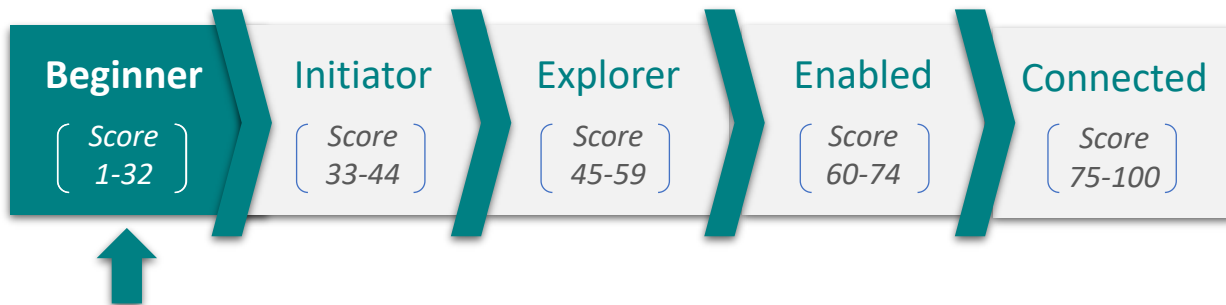 Beginner
Score
1-32
Initiator
Score
33-44
Explorer
Score
45-59
Enabled
Score
60-74
Connected
Score
75-100